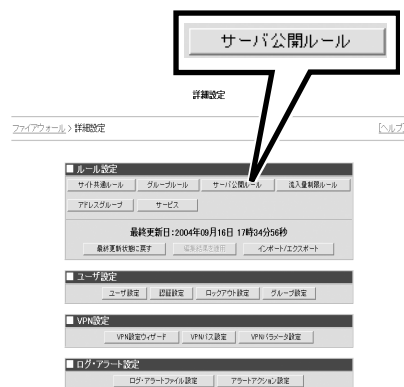 サーバ公開ルール
詳細設定
ファイアウォール > 詳細設定 [ヘルプ]
■ ルール設定
サイト共通ルール グループルール サーバ公開ルール 流入量制限ルール
アドレスグループ サービス
最終更新日:2004年09月16日 17時34分56秒
最終更新状態に戻す 編集結果を適用 インポート/エクスポート
■ ユーザ設定
ユーザ設定 認証設定 ロックアウト設定 グループ設定
■ VPN設定
VPN設定ウィザード VPNパス設定 VPNパラメータ設定
■ ログ・アラート設定
ログ・アラートファイル設定 アラートアクション設定